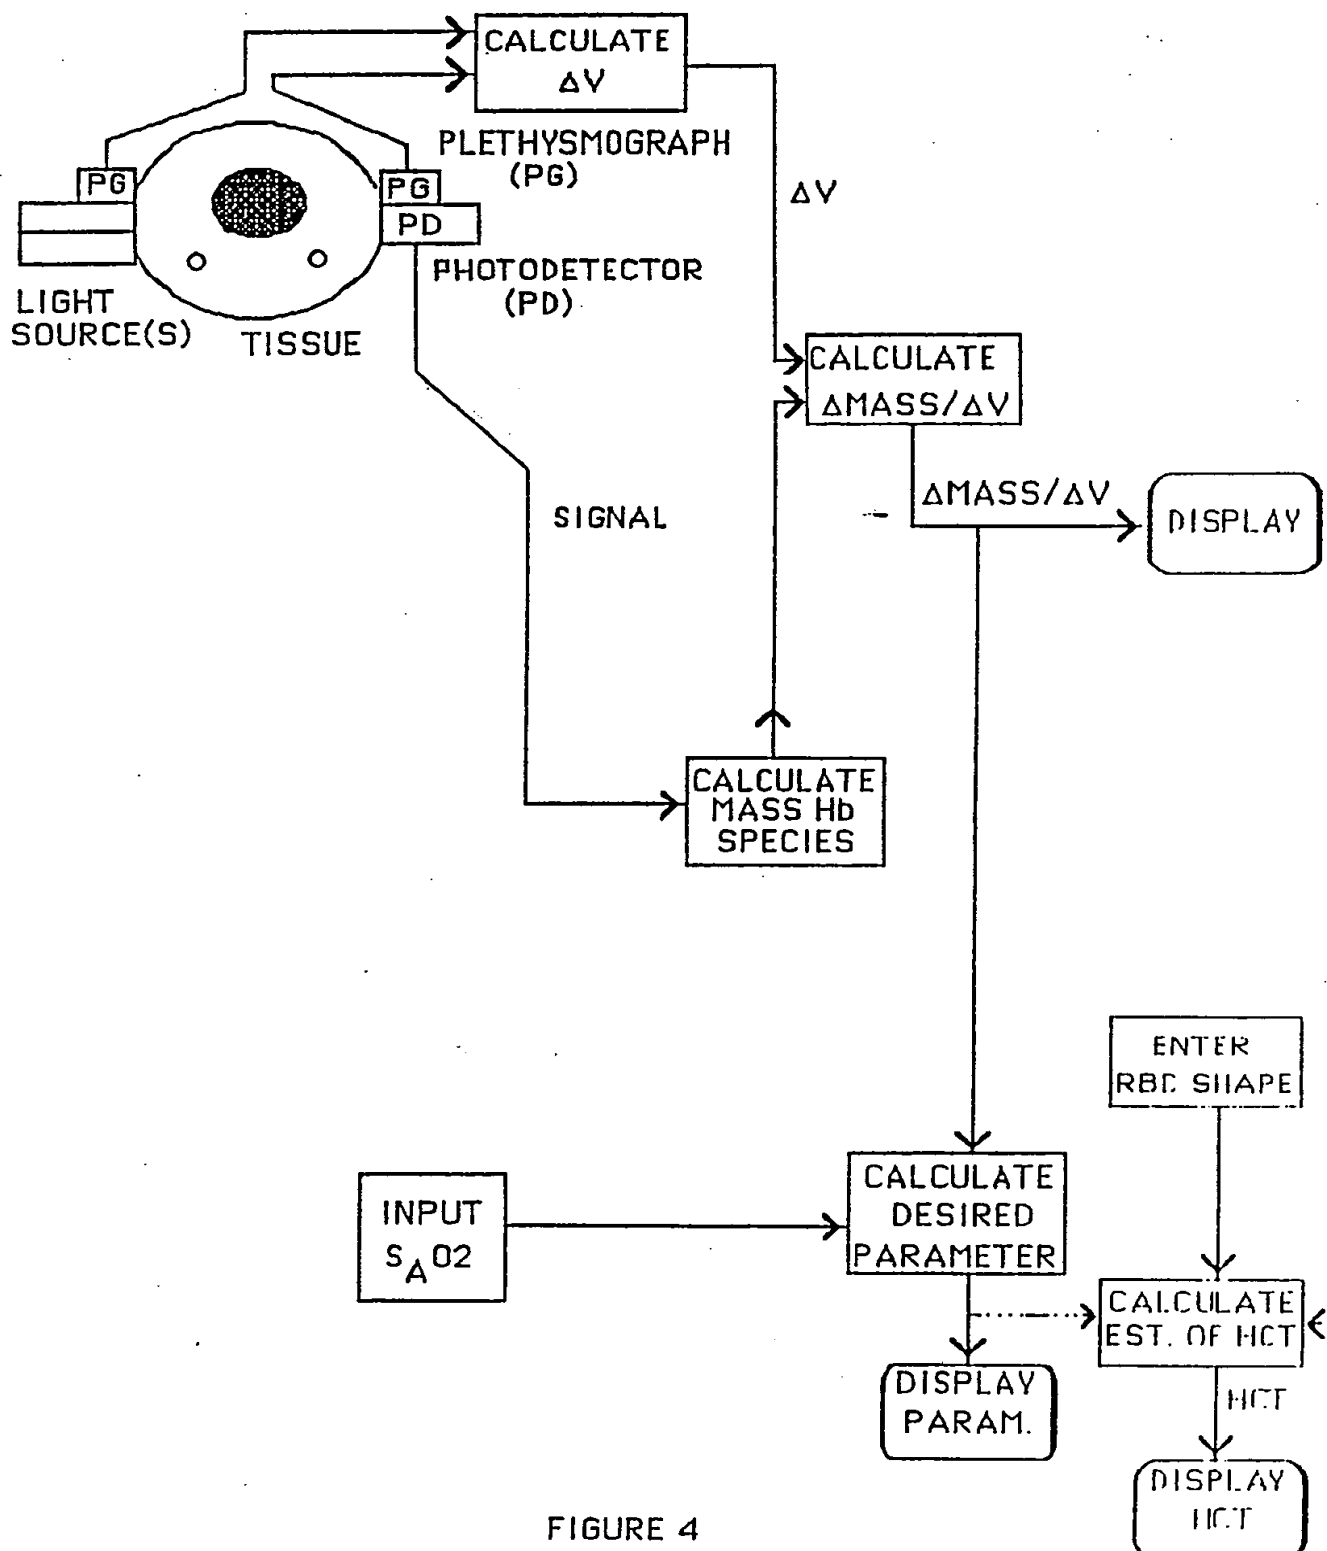 CALCULATE
ΔV
PLETHYSMOGRAPH
(PG)
PG
PG
PD
ΔV
PHOTODETECTOR
(PD)
LIGHT
SOURCE(S)
TISSUE
CALCULATE
ΔMASS/ΔV
ΔMASS/ΔV
DISPLAY
SIGNAL
CALCULATE
MASS Hb
SPECIES
ENTER
RBC SHAPE
INPUT
SAO2
CALCULATE
DESIRED
PARAMETER
CALCULATE
EST. OF HCT
DISPLAY
PARAM.
HCT
DISPLAY
HCT
FIGURE 4